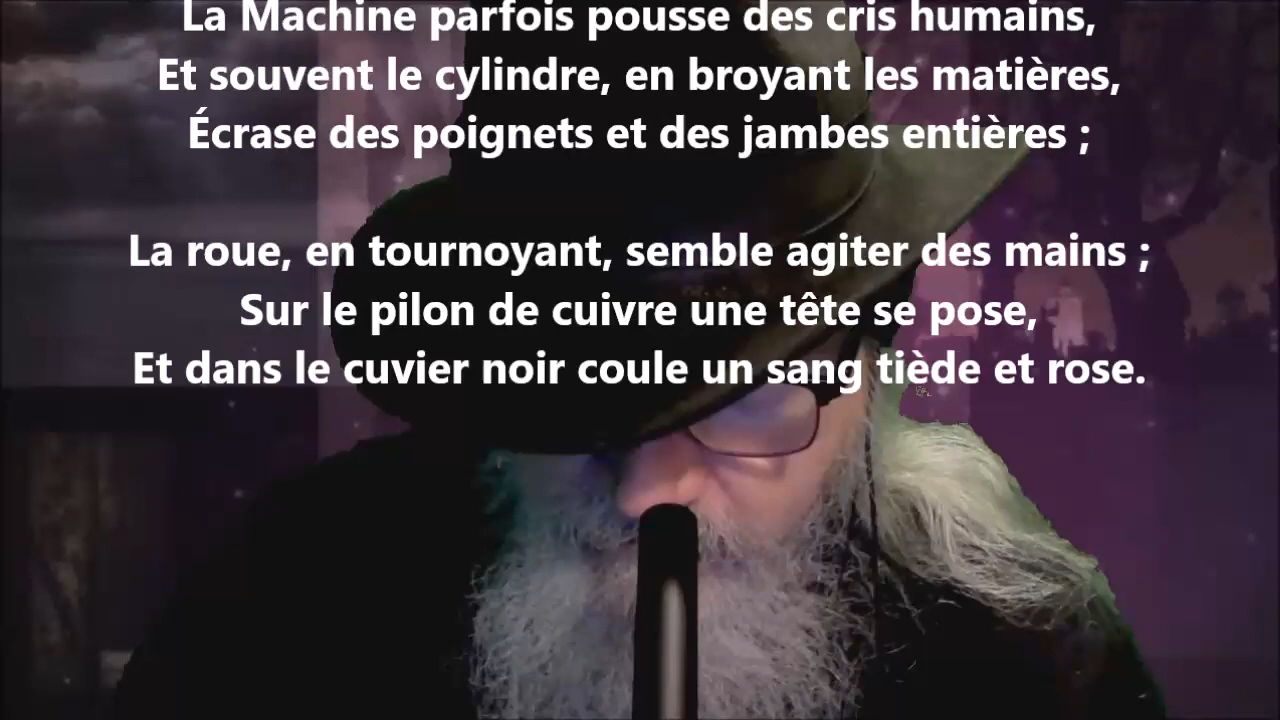 La Machine parfois pousse des cris humains,
Et souvent le cylindre, en broyant les matières,
Écrase des poignets et des jambes entières ;
La roue, en tournoyant, semble agiter des mains ;
Sur le pilon de cuivre une tête se pose,
Et dans le cuvier noir coule un sang tiède et rose.